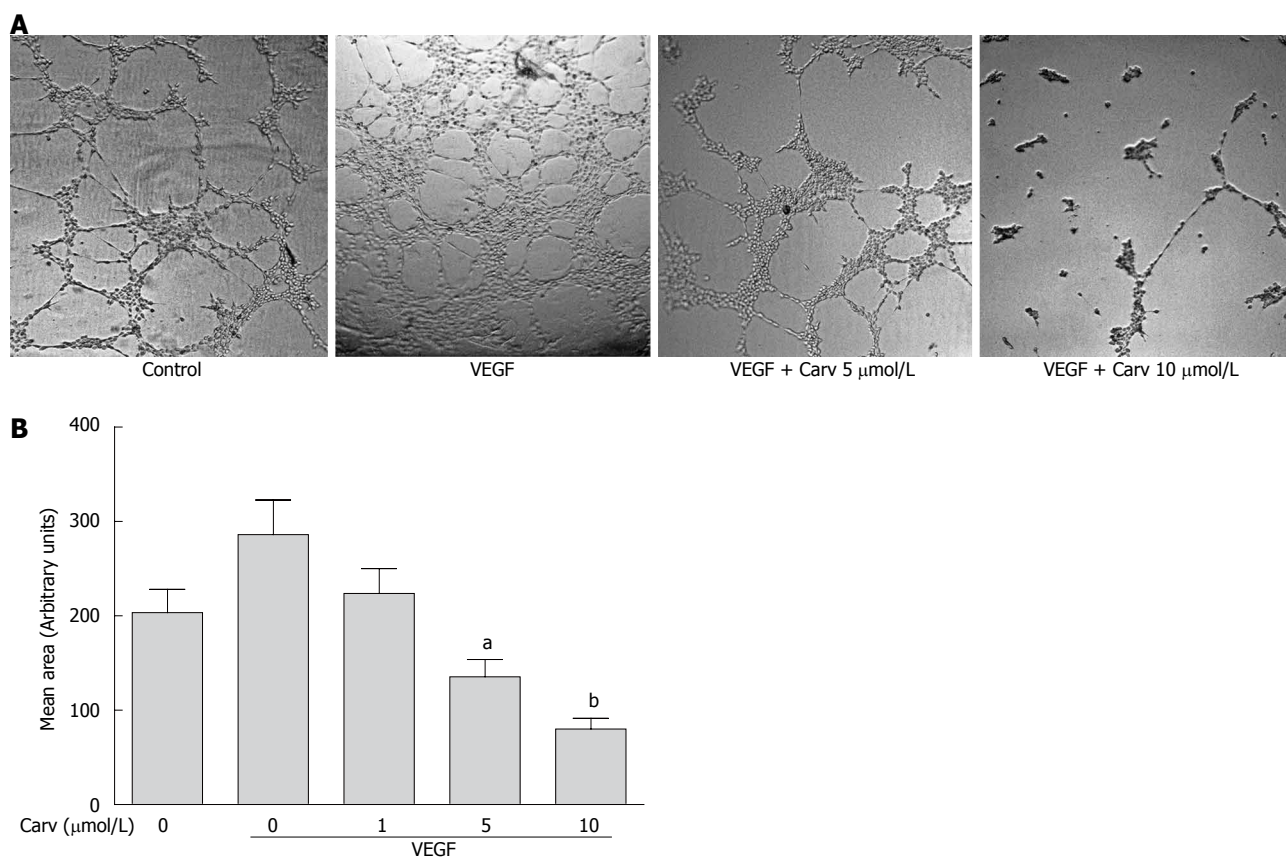 A
Control
VEGF
VEGF + Carv 5 μmol/L
VEGF + Carv 10 μmol/L
B
Mean area (Arbitrary units)
400
300
200
100
0
a
b
Carv (μmol/L) 0 0 1 5 10
VEGF